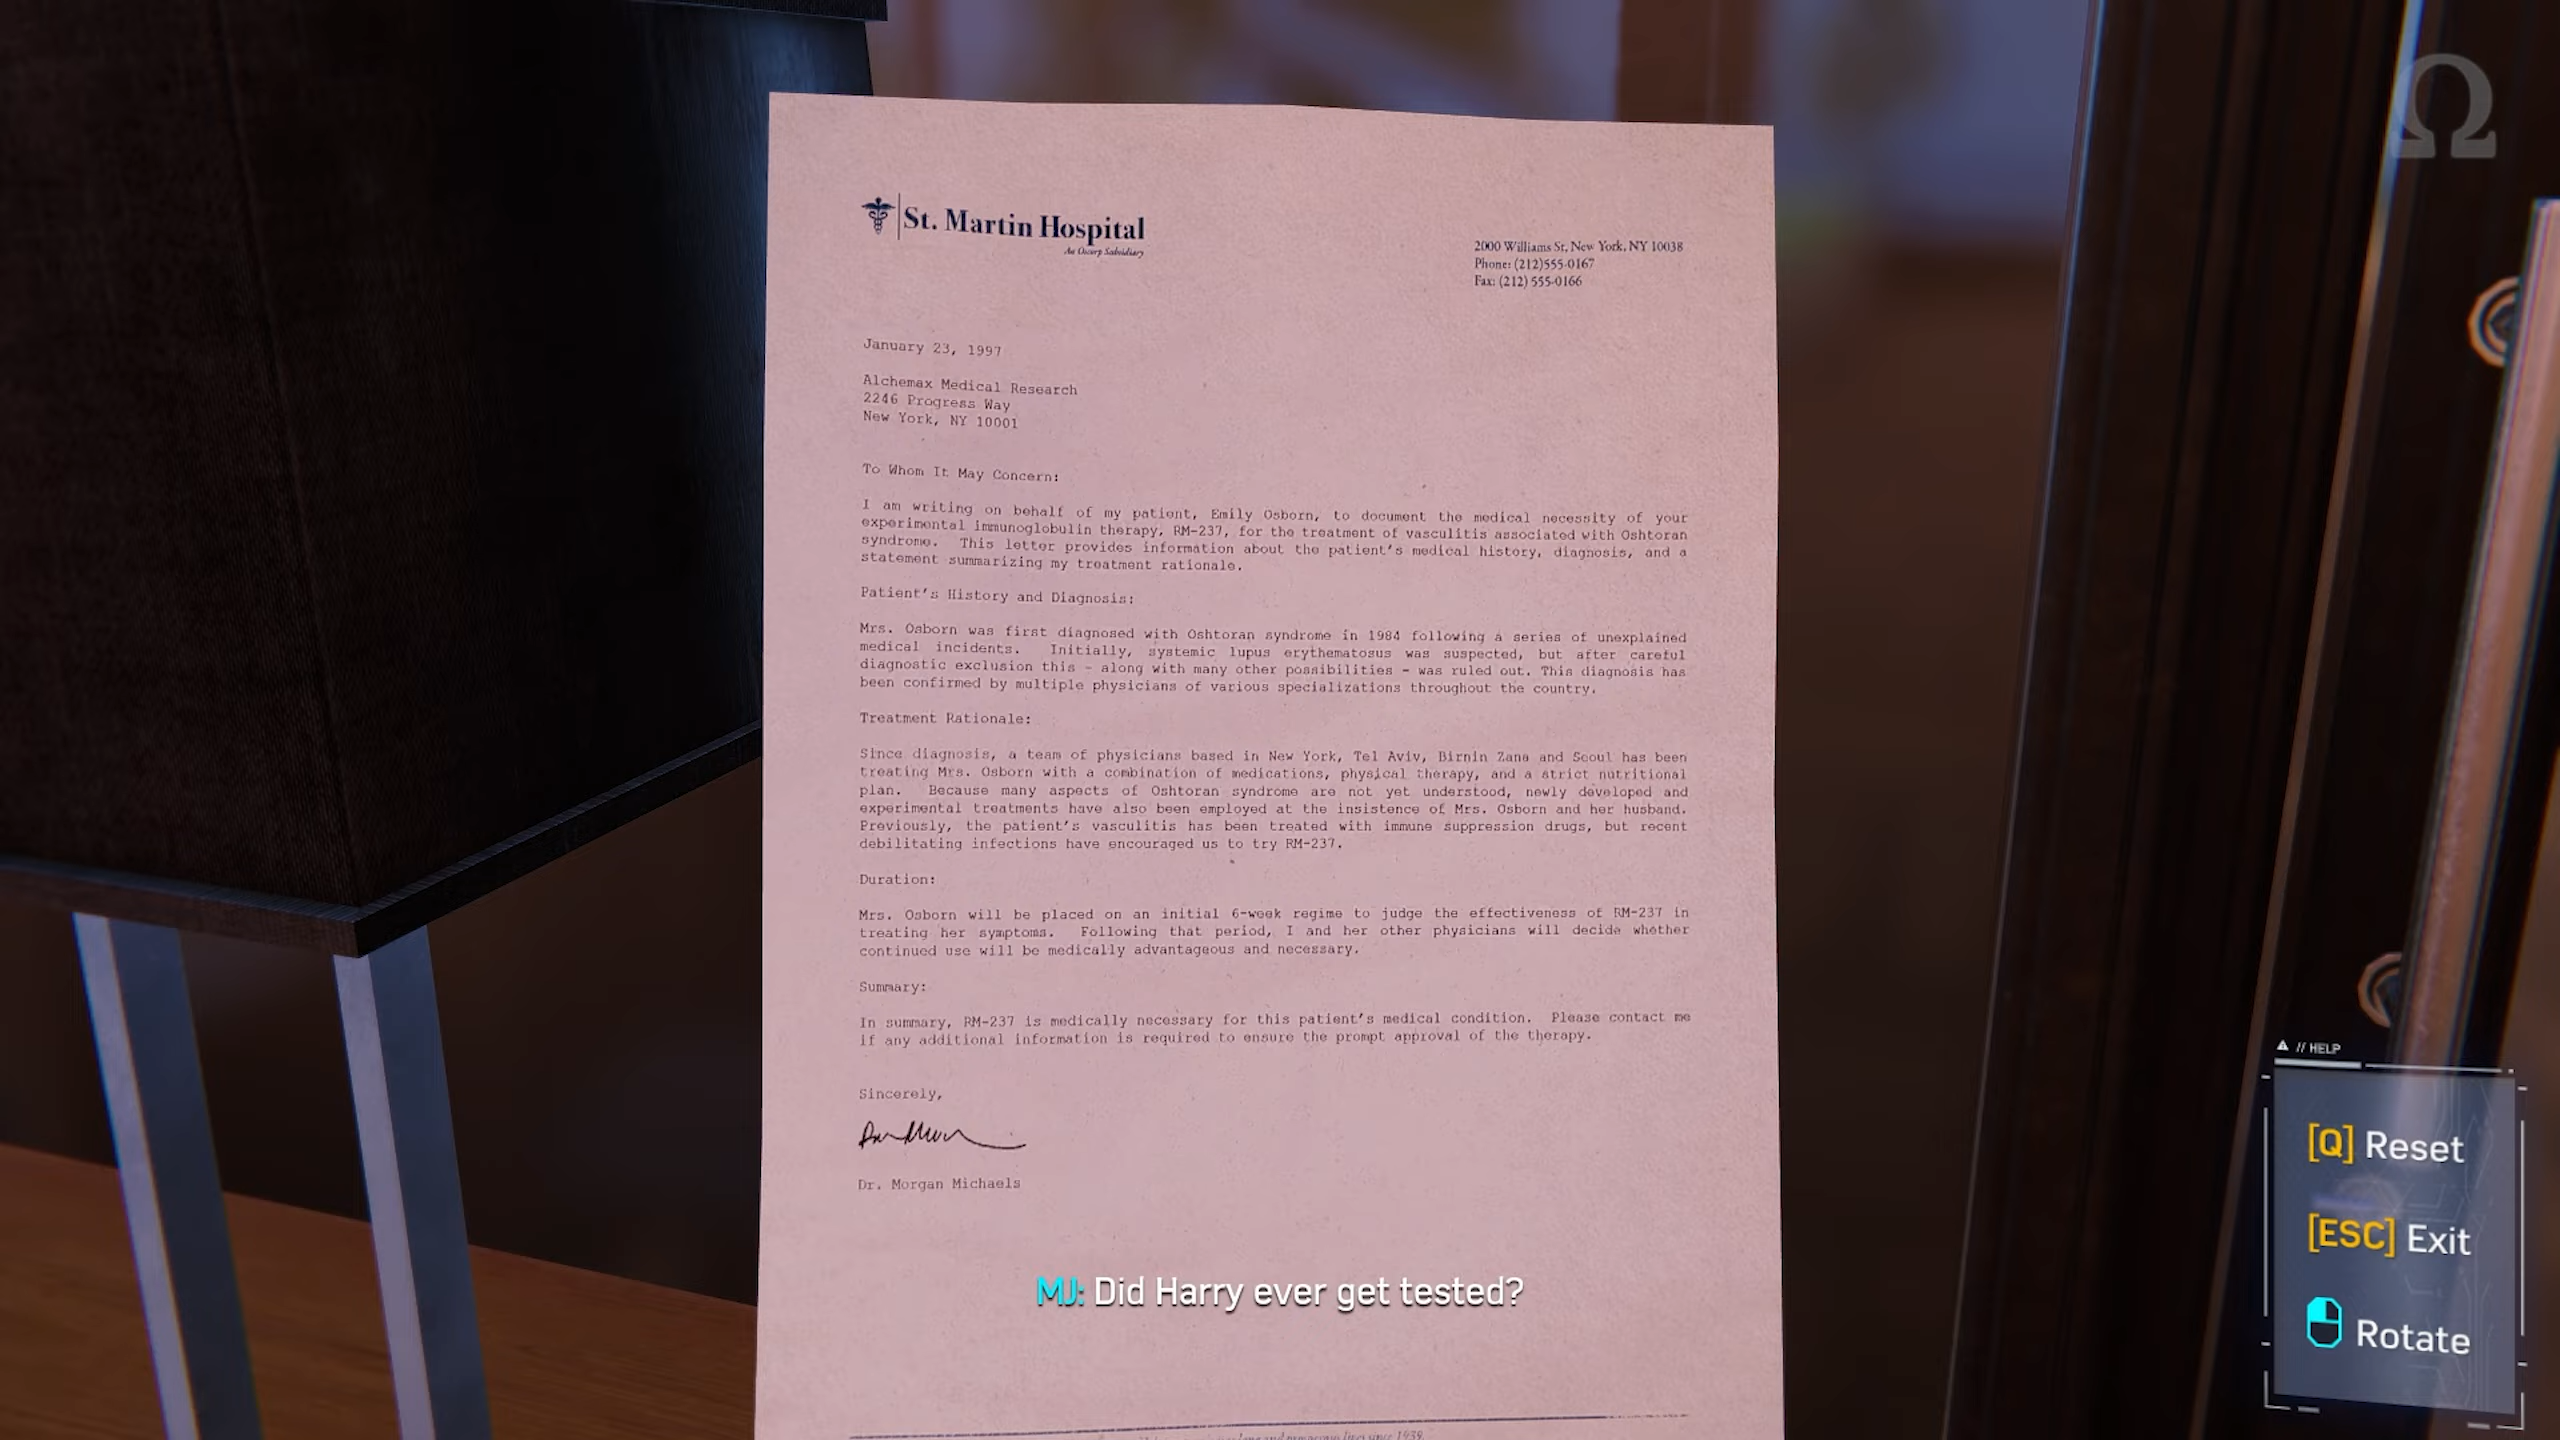 Ω
St. Martin Hospital
An Oscorp Subsidiary
2000 Williams St, New York, NY 10038
Phone: (212)555-0167
Fax: (212) 555-0166
January 23, 1997
Alchemax Medical Research
2246 Progress Way
New York, NY 10001
To Whom It May Concern:
I am writing on behalf of my patient, Emily Osborn, to document the medical necessity of your
experimental immunoglobulin therapy, RM-237, for the treatment of vasculitis associated with Oshtoran
syndrome. This letter provides information about the patient's medical history, diagnosis, and a
statement summarizing my treatment rationale.
Patient's History and Diagnosis:
Mrs. Osborn was first diagnosed with Oshtoran syndrome in 1984 following a series of unexplained
medical incidents. Initially, systemic lupus erythematosus was suspected, but after careful
diagnostic exclusion this - along with many other possibilities - was ruled out. This diagnosis has
been confirmed by multiple physicians of various specializations throughout the country.
Treatment Rationale:
Since diagnosis, a team of physicians based in New York, Tel Aviv, Birnin Zana and Seoul has been
treating Mrs. Osborn with a combination of medications, physical therapy, and a strict nutritional
plan. Because many aspects of Oshtoran syndrome are not yet understood, newly developed and
experimental treatments have also been employed at the insistence of Mrs. Osborn and her husband.
Previously, the patient's vasculitis has been treated with immune suppression drugs, but recent
debilitating infections have encouraged us to try RM-237.
Duration:
Mrs. Osborn will be placed on an initial 6-week regime to judge the effectiveness of RM-237 in
treating her symptoms. Following that period, I and her other physicians will decide whether
continued use will be medically advantageous and necessary.
Summary:
In summary, RM-237 is medically necessary for this patient's medical condition. Please contact me
if any additional information is required to ensure the prompt approval of the therapy.
Sincerely,
Dr. Morgan Michaels
MJ: Did Harry ever get tested?
lives since 1939.
// HELP
[Q] Reset
[ESC] Exit
Rotate